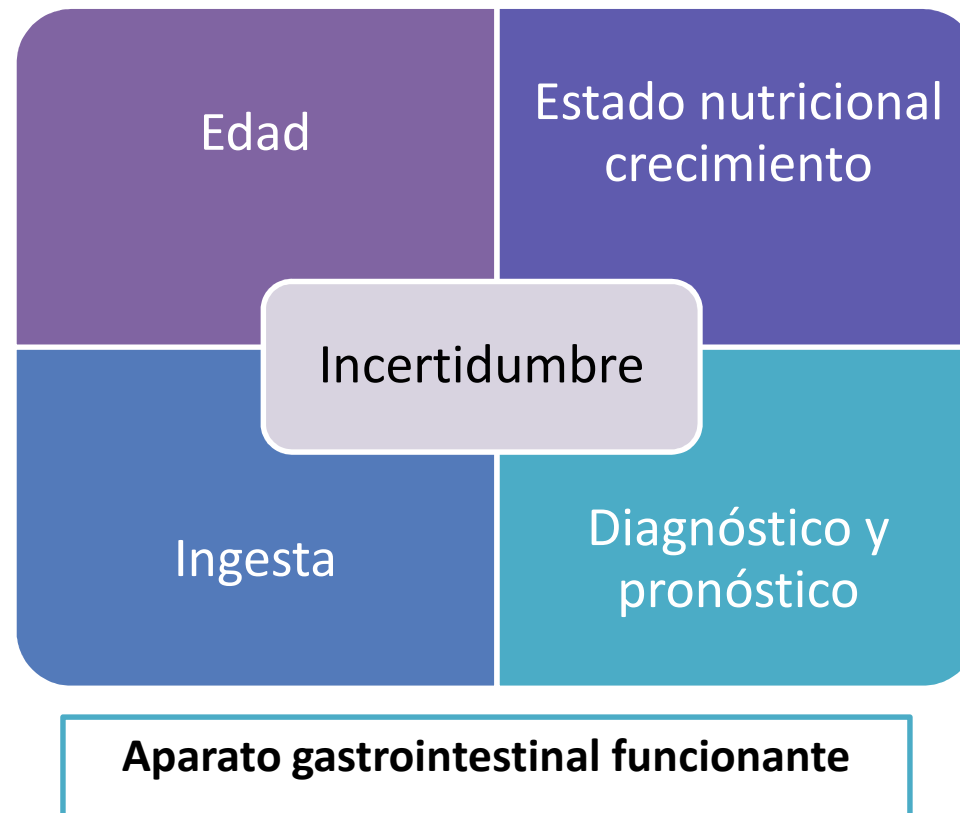 Edad
Estado nutricional
crecimiento
Incertidumbre
Ingesta
Diagnóstico y
pronóstico
Aparato gastrointestinal funcionante